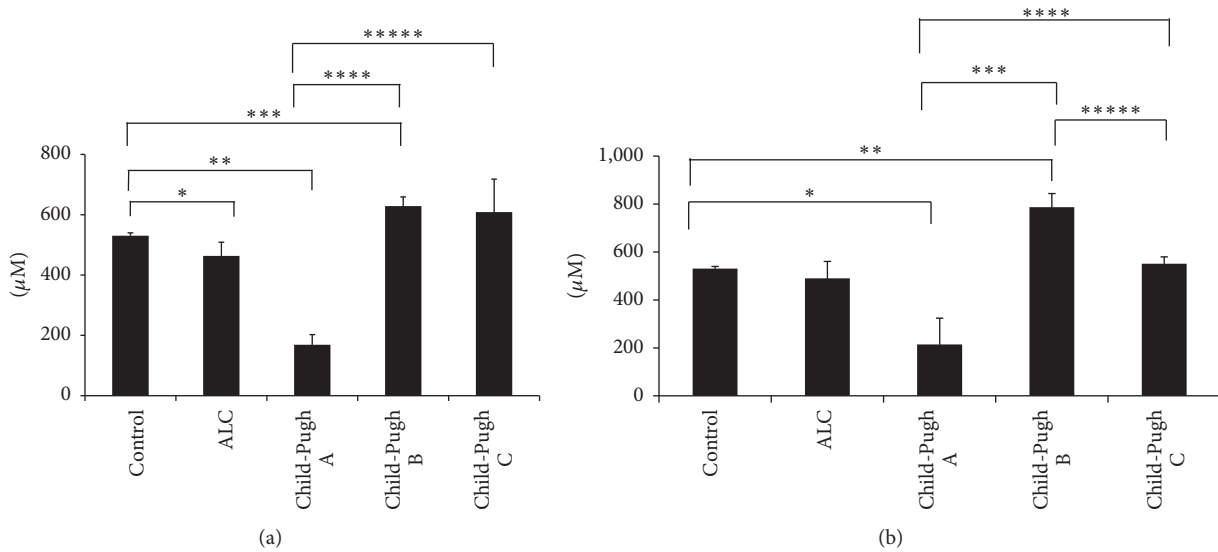 *****
****
***
**
*
800
600
400
200
0
(μM)
Control
ALC
Child-Pugh
A
Child-Pugh
B
Child-Pugh
C
(a)
****
***
*****
**
*
1,000
800
600
400
200
0
(μM)
Control
ALC
Child-Pugh
A
Child-Pugh
B
Child-Pugh
C
(b)